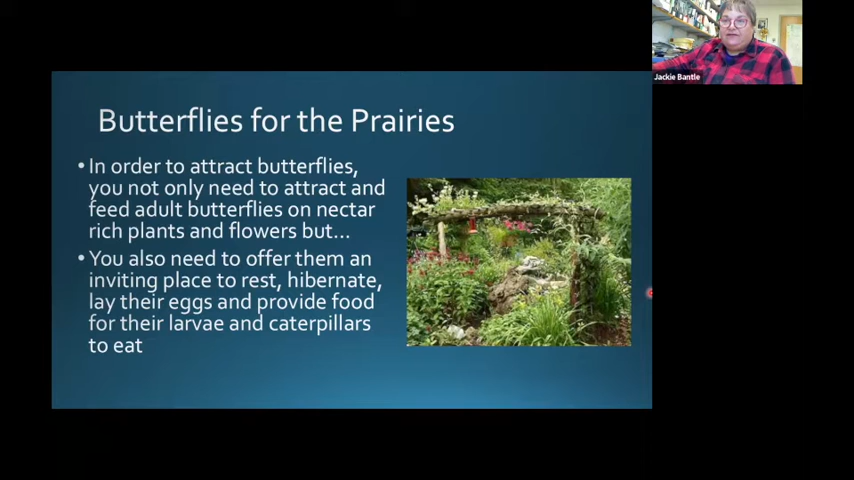 Jackie Bantle
Butterflies for the Prairies
• In order to attract butterflies,
you not only need to attract and
feed adult butterflies on nectar
rich plants and flowers but...
• You also need to offer them an
inviting place to rest, hibernate,
lay their eggs and provide food
for their larvae and caterpillars
to eat